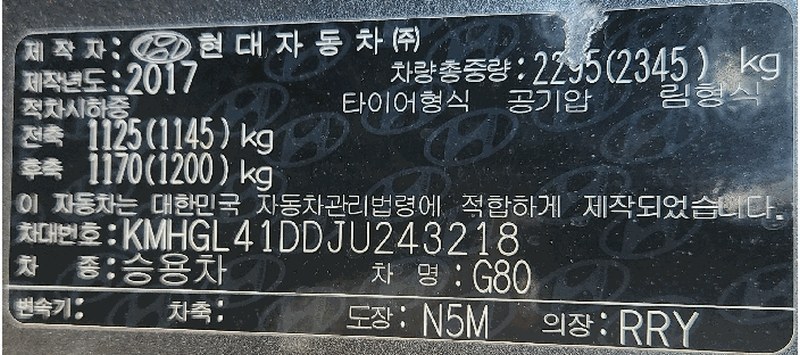 제작자: 현대자동차㈜
제작년도: 2017 차량총중량: 2295(2345) kg
적차시하중 타이어형식 공기압 림형식
전축 1125(1145) kg
후축 1170(1200) kg
이 자동차는 대한민국 자동차관리법령에 적합하게 제작되었습니다.
차대번호: KMHGL41DDJU243218
차 종: 승용차 차 명: G80
변속기: 차축: 도장: N5M 의장: RRY